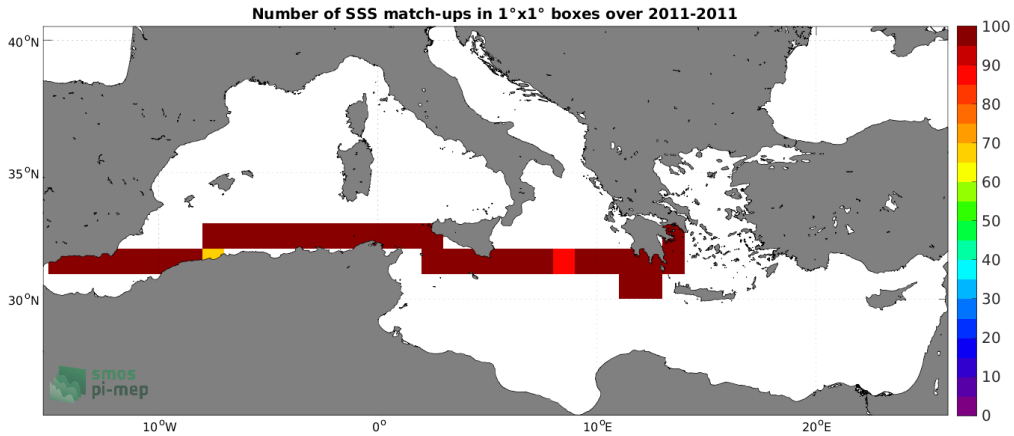 Number of SSS match-ups in 1°x1° boxes over 2011-2011
40°N
35°N
30°N
10°W
0°
10°E
20°E
100
90
80
70
60
50
40
30
20
10
0
smos
pi-mep